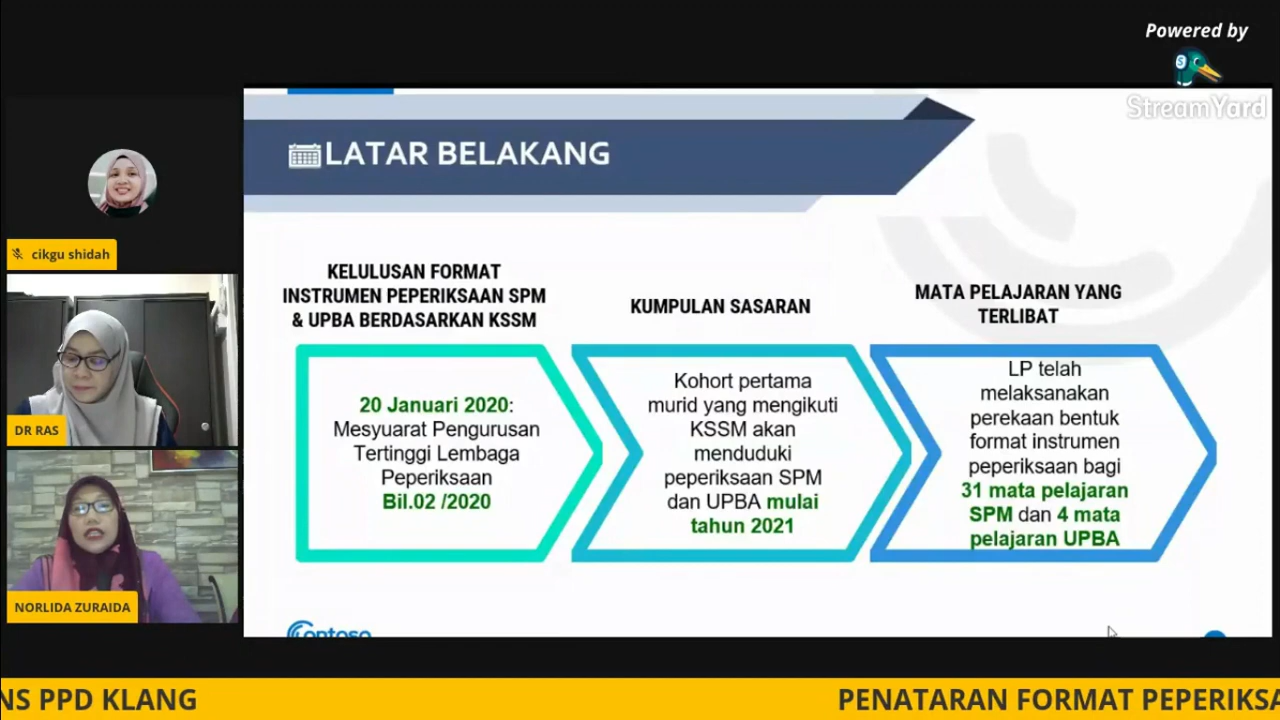 Powered by
StreamYard
LATAR BELAKANG
cikgu shidah
DR RAS
NORLIDA ZURAIDA
KELULUSAN FORMAT
INSTRUMEN PEPERIKSAAN SPM
& UPBA BERDASARKAN KSSM
20 Januari 2020:
Mesyuarat Pengurusan
Tertinggi Lembaga
Peperiksaan
Bil.02 /2020
KUMPULAN SASARAN
Kohort pertama
murid yang mengikuti
KSSM akan
menduduki
peperiksaan SPM
dan UPBA mulai
tahun 2021
MATA PELAJARAN YANG
TERLIBAT
LP telah
melaksanakan
perekaan bentuk
format instrumen
peperiksaan bagi
31 mata pelajaran
SPM dan 4 mata
pelajaran UPBA
Contoso
NS PPD KLANG
PENATARAN FORMAT PEPERIKSA